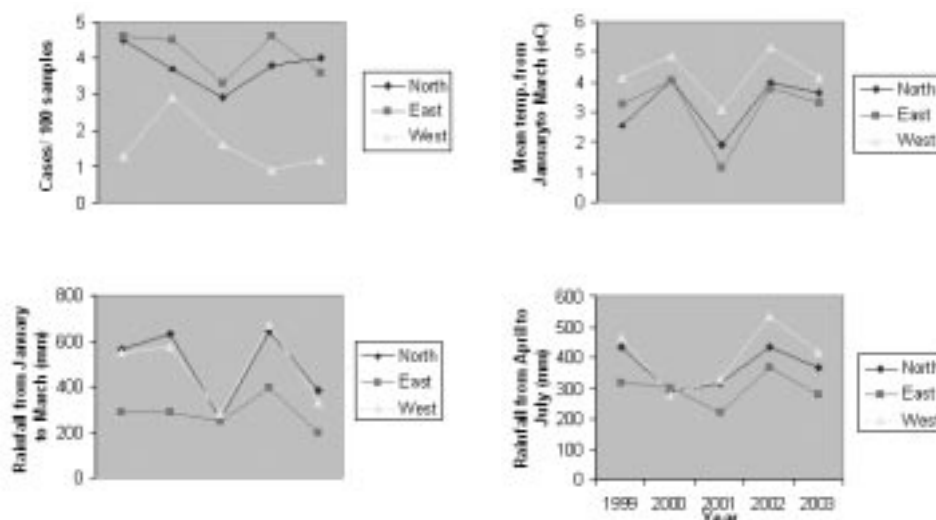 Cases/ 100 samples
5
4
3
2
1
0
North
East
West
Mean temp. from
Januaryto March (oC)
6
5
4
3
2
1
0
North
East
West
Rainfall from January
to March (mm)
800
600
400
200
0
North
East
West
Rainfall from April to
July (mm)
600
500
400
300
200
100
0
1999 2000 2001 2002 2003
Year
North
East
West